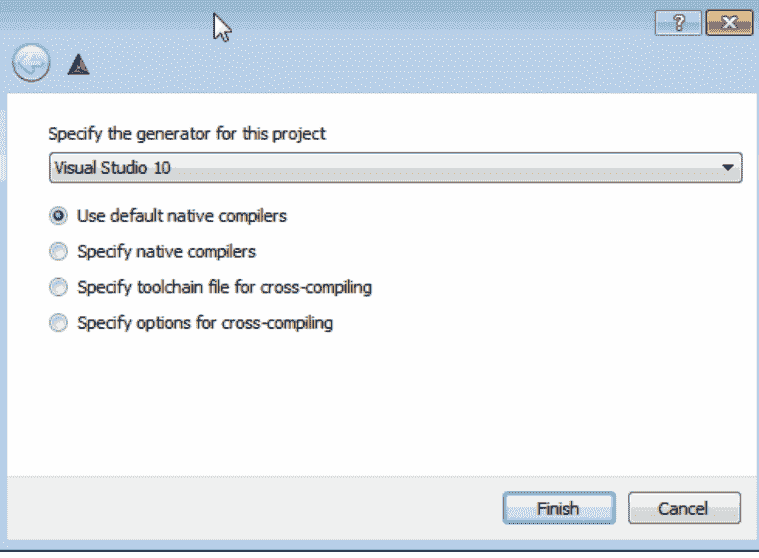 ?
Specify the generator for this project
Visual Studio 10
Use default native compilers
Specify native compilers
Specify toolchain file for cross-compiling
Specify options for cross-compiling
Finish
Cancel